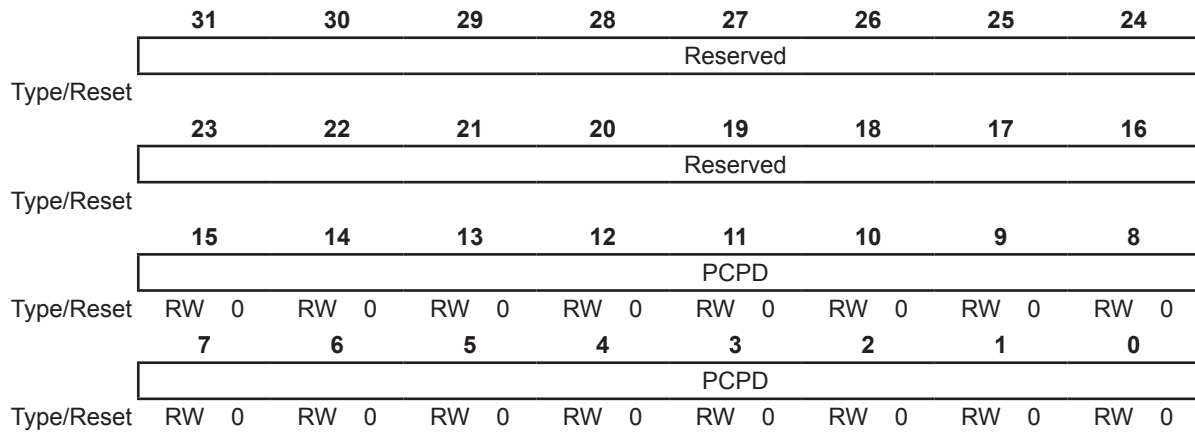 31 30 29 28 27 26 25 24
Reserved
Type/Reset
23 22 21 20 19 18 17 16
Reserved
Type/Reset
15 14 13 12 11 10 9 8
PCPD
Type/Reset RW 0 RW 0 RW 0 RW 0 RW 0 RW 0 RW 0 RW 0
7 6 5 4 3 2 1 0
PCPD
Type/Reset RW 0 RW 0 RW 0 RW 0 RW 0 RW 0 RW 0 RW 0